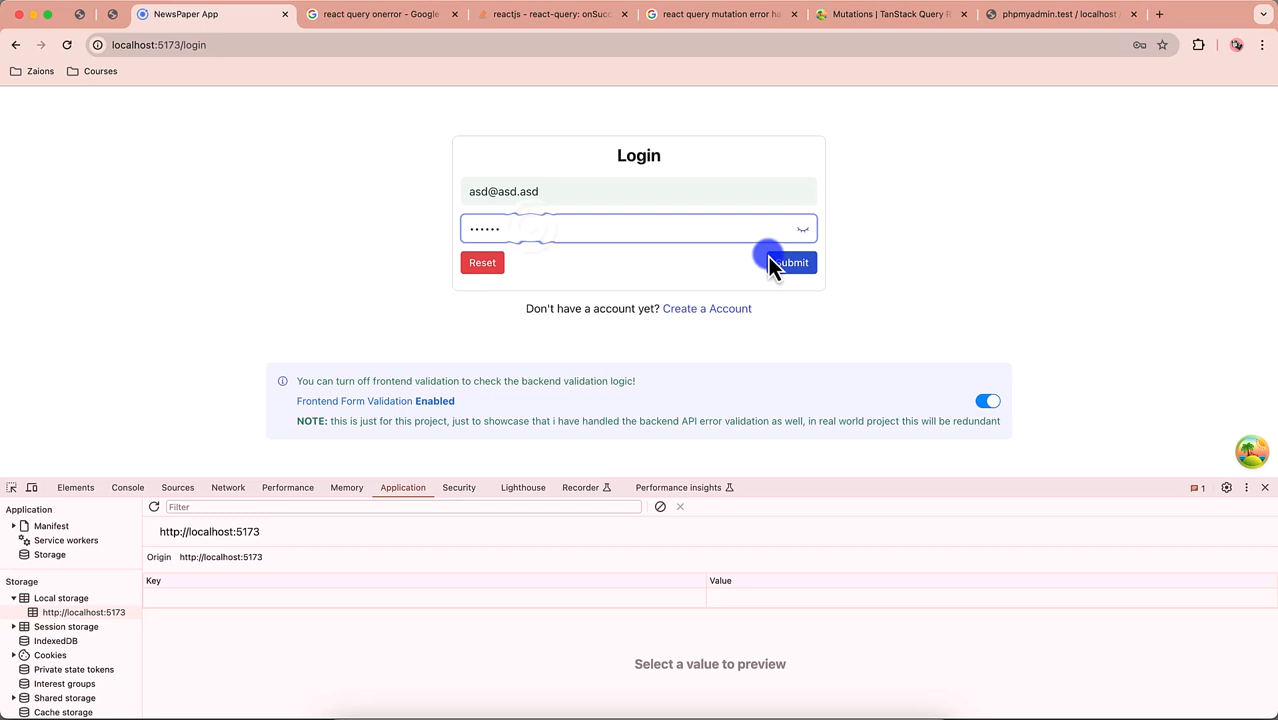 NewsPaper App
react query onerror - Google
reactjs - react-query: onSucc
react query mutation error ha
Mutations | TanStack Query R
phpmyadmin.test / localhost
localhost:5173/login
Zaions
Courses
Login
asd@asd.asd
••••••
Reset
Don't have a account yet? Create a Account
You can turn off frontend validation to check the backend validation logic!
Frontend Form Validation Enabled
NOTE: this is just for this project, just to showcase that i have handled the backend API error validation as well, in real world project this will be redundant
Elements Console Sources Network Performance Memory Application Security Lighthouse Recorder Performance insights 1
Application
Manifest
Service workers
Storage
Storage
Local storage
http://localhost:5173
Session storage
IndexedDB
Cookies
Private state tokens
Interest groups
Shared storage
Cache storage
Filter
http://localhost:5173
Origin http://localhost:5173
Key Value
Select a value to preview